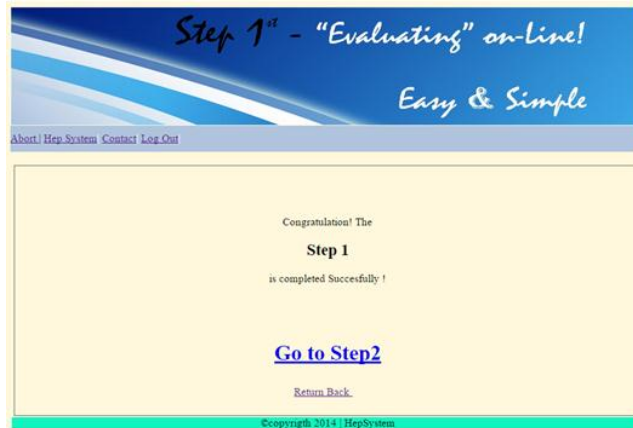 Step 1st - "Evaluating" on-Line!
Easy & Simple
Abort | Hep System Contact Log Out
Congratulation! The
Step 1
is completed Succesfully !
Go to Step2
Return Back
©copyrigth 2014 | HepSystem